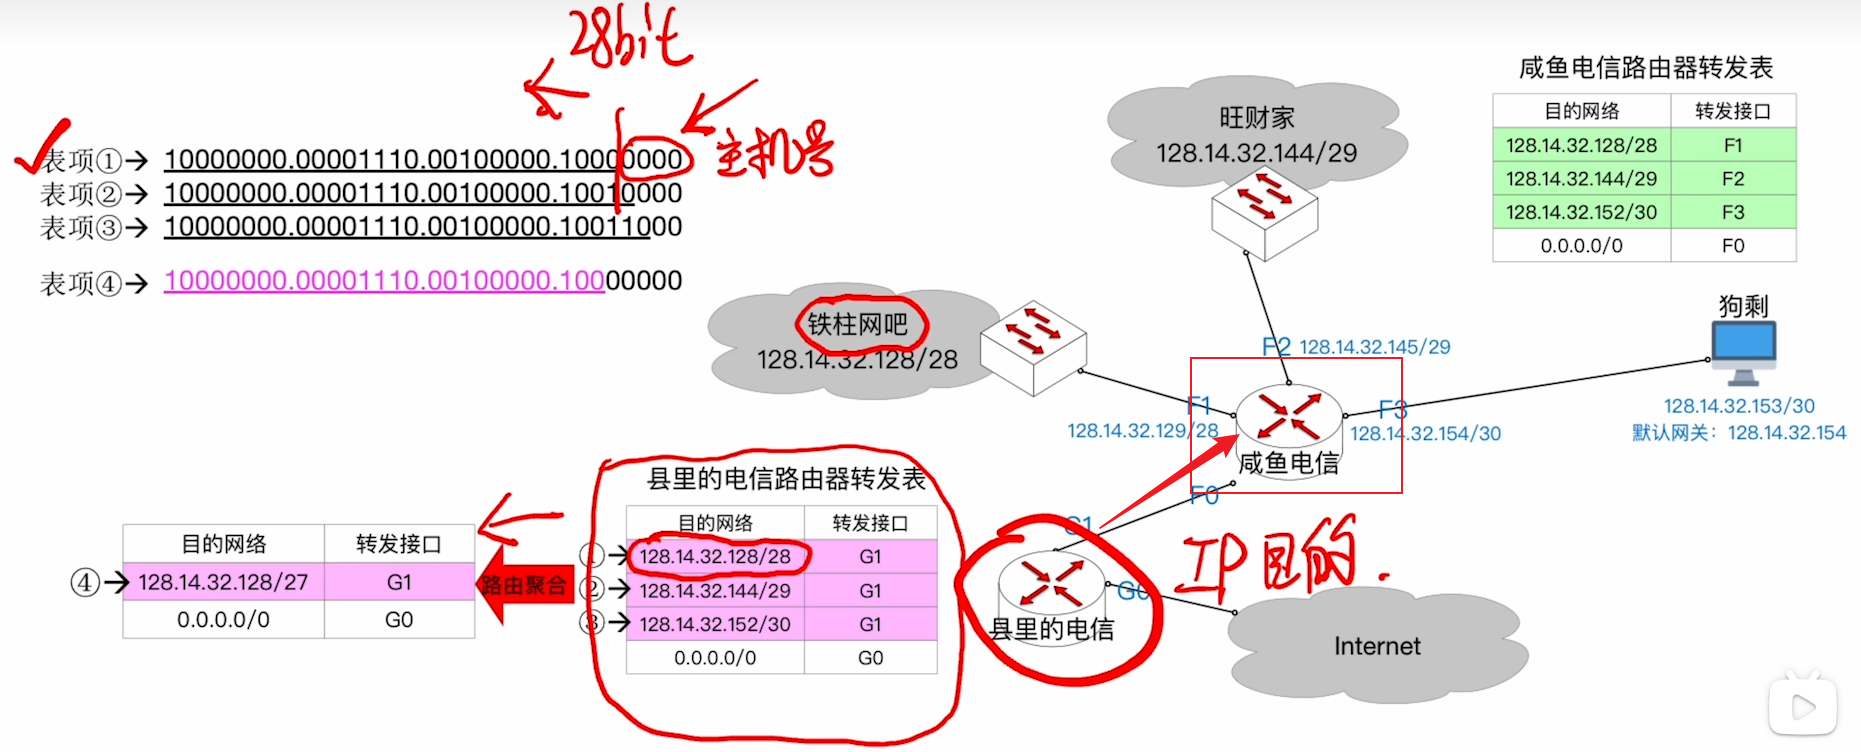 28bit
主机号
表项①→ 10000000.00001110.00100000.10000000
表项②→ 10000000.00001110.00100000.10010000
表项③→ 10000000.00001110.00100000.10011000
表项④→ 10000000.00001110.00100000.10000000
旺财家
128.14.32.144/29
咸鱼电信路由器转发表
目的网络 转发接口
128.14.32.128/28 F1
128.14.32.144/29 F2
128.14.32.152/30 F3
0.0.0.0/0 F0
铁柱网吧
128.14.32.128/28
F2 128.14.32.145/29
F1
128.14.32.129/28
F3
128.14.32.154/30
咸鱼电信
F0
狗剩
128.14.32.153/30
默认网关：128.14.32.154
县里的电信路由器转发表
目的网络 转发接口
① 128.14.32.128/28 G1
② 128.14.32.144/29 G1
③ 128.14.32.152/30 G1
0.0.0.0/0 G0
路由聚合
目的网络 转发接口
④ 128.14.32.128/27 G1
0.0.0.0/0 G0
G1
G0
县里的电信
IP目的.
Internet